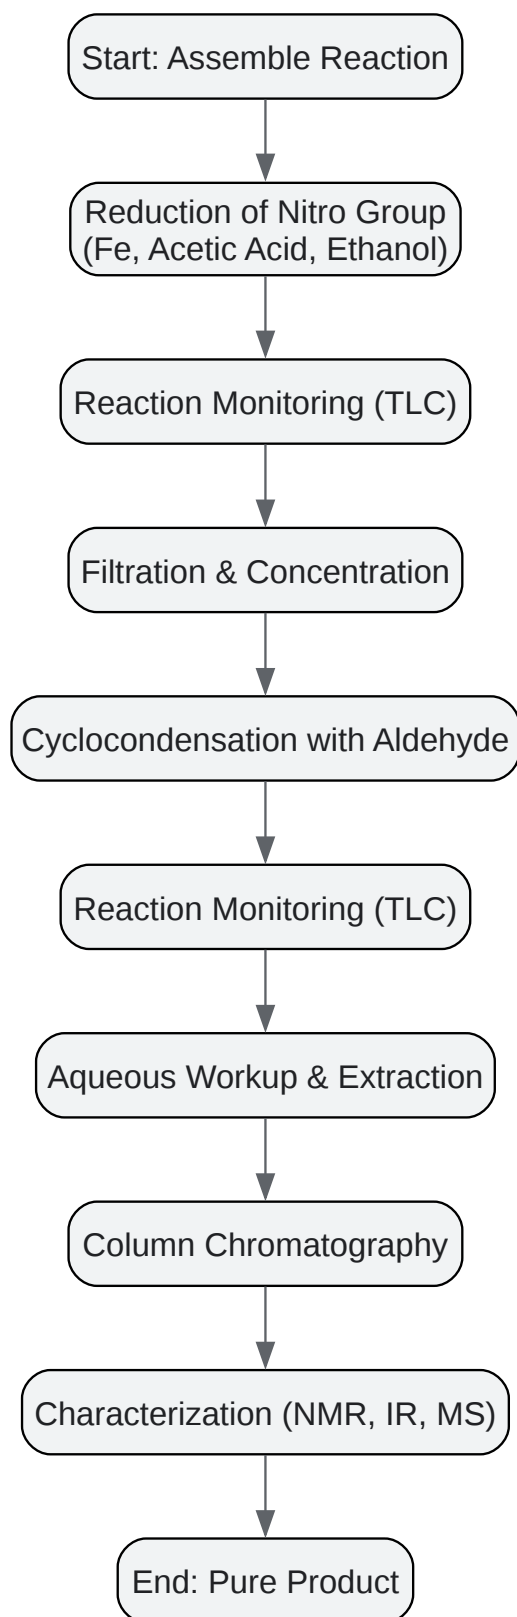 Start: Assemble Reaction
Reduction of Nitro Group
(Fe, Acetic Acid, Ethanol)
Reaction Monitoring (TLC)
Filtration & Concentration
Cyclocondensation with Aldehyde
Reaction Monitoring (TLC)
Aqueous Workup & Extraction
Column Chromatography
Characterization (NMR, IR, MS)
End: Pure Product